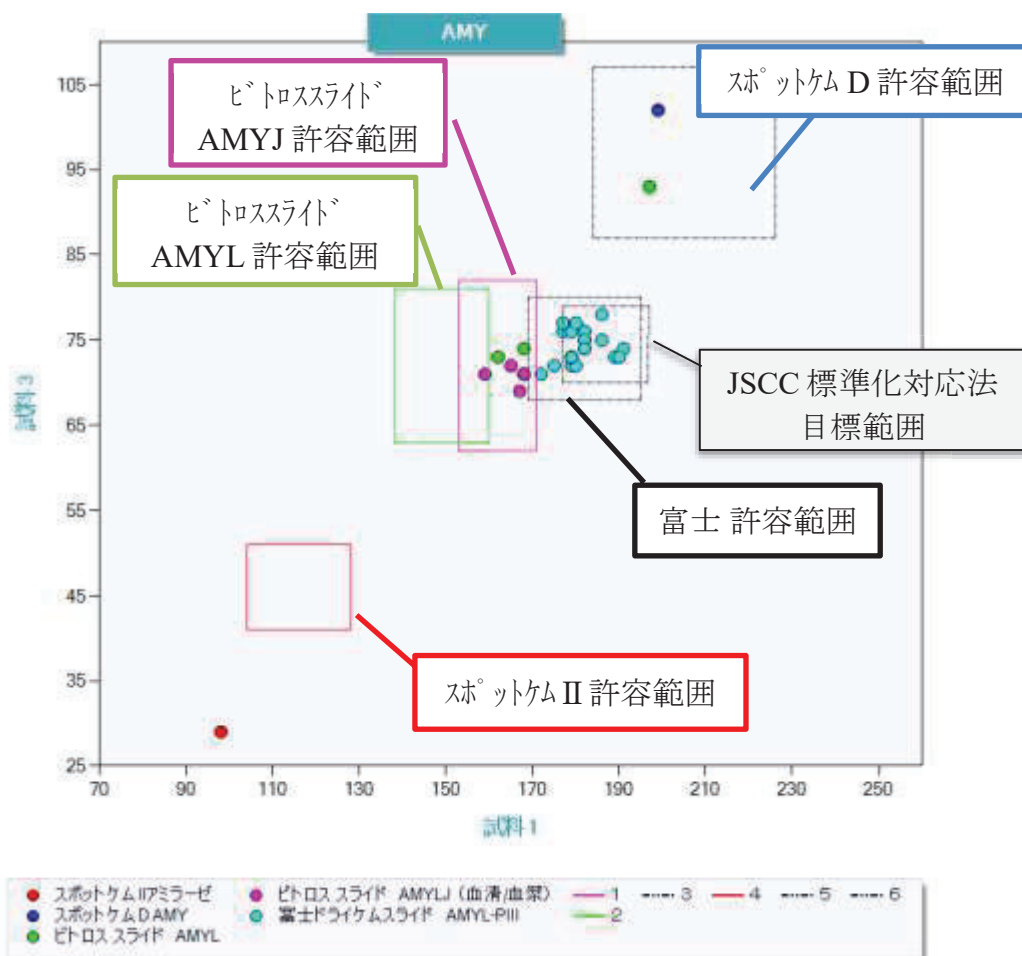 AMY
ビトロススライド
AMYJ 許容範囲
スポットケム D 許容範囲
ビトロススライド
AMYL 許容範囲
JSCC 標準化対応法
目標範囲
富士 許容範囲
スポットケムⅡ許容範囲
105
95
85
75
65
55
45
35
25
試料3
70 90 110 130 150 170 190 210 230 250
試料1
スポットケムIIアミラーゼ ビトロス スライド AMYLJ (血清/血漿) 1 3 4 5 6
スポットケムD AMY 富士ドライケムスライド AMYL-PIII 2
ビトロス スライド AMYL